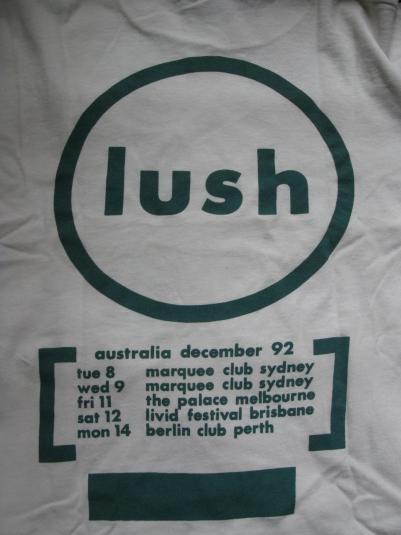 lush
australia december 92
tue 8 marquee club sydney
wed 9 marquee club sydney
fri 11 the palace melbourne
sat 12 livid festival brisbane
mon 14 berlin club perth